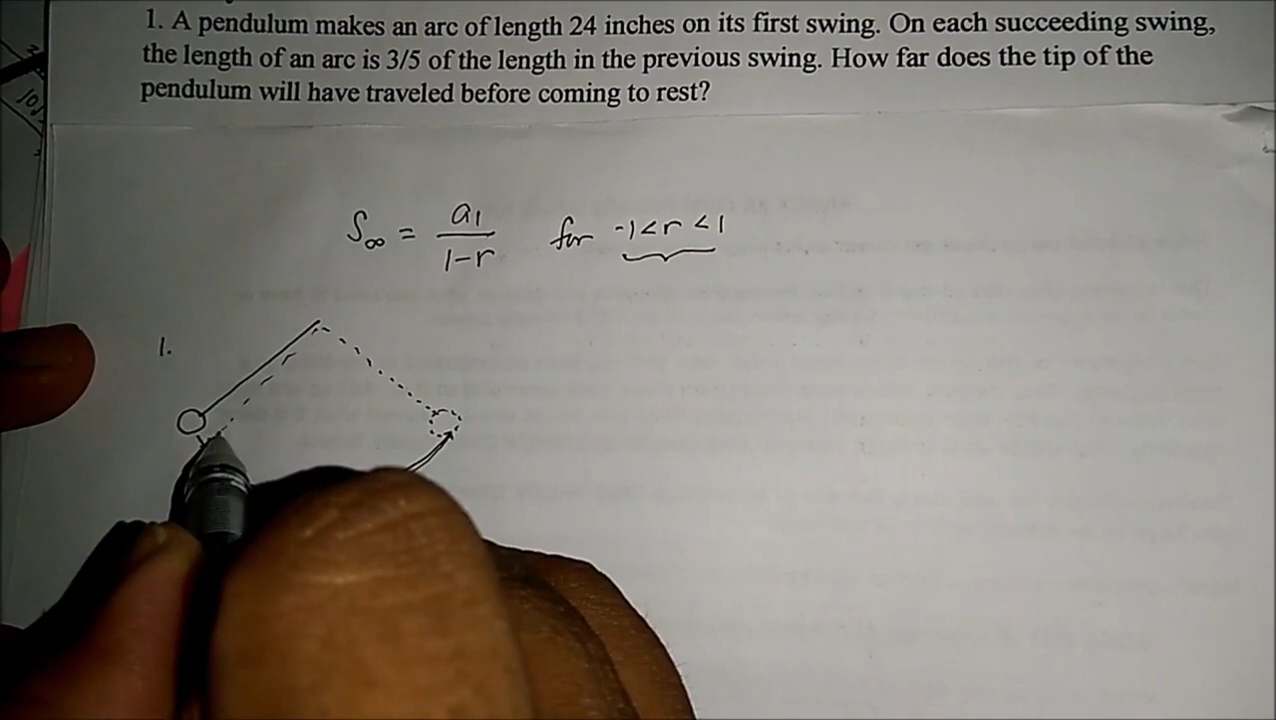 1. A pendulum makes an arc of length 24 inches on its first swing. On each succeeding swing,
the length of an arc is 3/5 of the length in the previous swing. How far does the tip of the
pendulum will have traveled before coming to rest?
S∞ = a₁/(1-r) for -1<r<1
1.